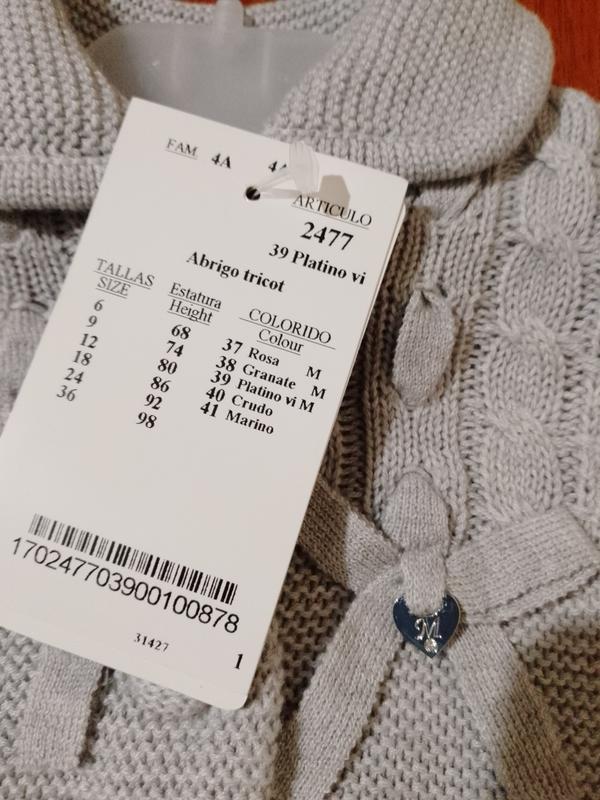 FAM. 4A
ARTICULO
2477
39 Platino vi
Abrigo tricot
TALLAS Estatura COLORIDO
SIZE Height Colour
6 68 37 Rosa M
9 74 38 Granate M
12 80 39 Platino vi M
18 86 40 Crudo
24 92 41 Marino
36 98
170247703900100878
31427
1
M